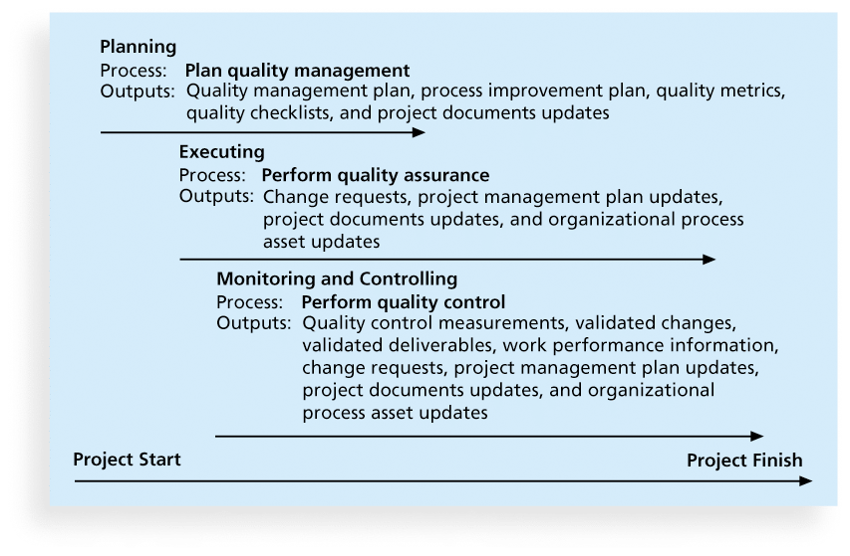 Planning
Process: Plan quality management
Outputs: Quality management plan, process improvement plan, quality metrics,
quality checklists, and project documents updates
Executing
Process: Perform quality assurance
Outputs: Change requests, project management plan updates,
project documents updates, and organizational process
asset updates
Monitoring and Controlling
Process: Perform quality control
Outputs: Quality control measurements, validated changes,
validated deliverables, work performance information,
change requests, project management plan updates,
project documents updates, and organizational
process asset updates
Project Start Project Finish